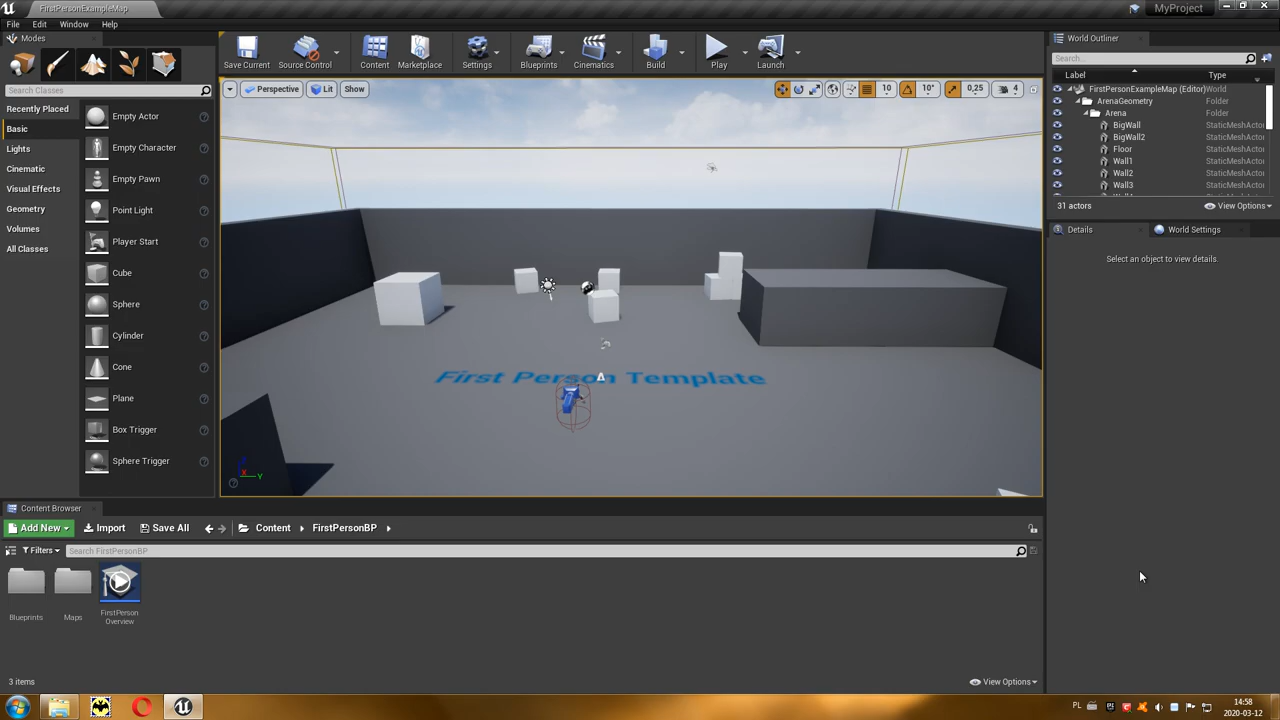 FirstPersonExampleMap
MyProject
File Edit Window Help
Modes
Search Classes
Recently Placed
Basic
Lights
Cinematic
Visual Effects
Geometry
Volumes
All Classes
Empty Actor
Empty Character
Empty Pawn
Point Light
Player Start
Cube
Sphere
Cylinder
Cone
Plane
Box Trigger
Sphere Trigger
Save Current Source Control Content Marketplace Settings Blueprints Cinematics Build Play Launch
Perspective Lit Show 10 10° 0,25 4
First Person Template
X Y
World Outliner
Search...
Label Type
FirstPersonExampleMap (Editor) World
ArenaGeometry Folder
Arena Folder
BigWall StaticMeshActor
BigWall2 StaticMeshActor
Floor StaticMeshActor
Wall1 StaticMeshActor
Wall2 StaticMeshActor
Wall3 StaticMeshActor
31 actors View Options
Details World Settings
Select an object to view details.
Content Browser
Add New Import Save All Content FirstPersonBP
Filters Search FirstPersonBP
Blueprints Maps FirstPerson
Overview
3 items View Options
PL 14:58
2020-03-12